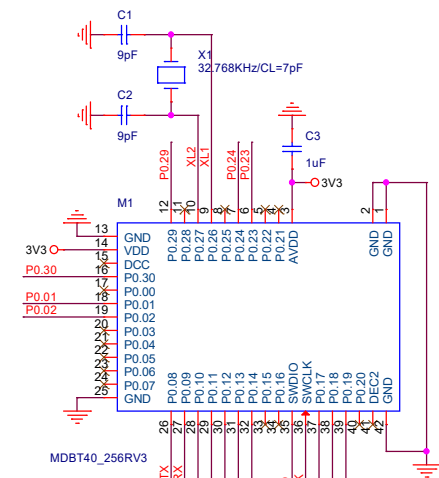 C1
9pF
X1
32.768KHz/CL=7pF
C2
9pF
C3
1uF
P0.29
XL2
XL1
P0.24
P0.23
3V3
M1
12
11
10
9
8
7
6
5
4
3
2
1
P0.29
P0.28
P0.27
P0.26
P0.25
P0.24
P0.23
P0.22
P0.21
AVDD
GND
GND
13 GND
3V3 14 VDD
15 DCC
P0.30 16 P0.30
17 P0.00
P0.01 18 P0.01
P0.02 19 P0.02
20 P0.03
21 P0.04
22 P0.05
23 P0.06
24 P0.07
25 GND
P0.08
P0.09
P0.10
P0.11
P0.12
P0.13
P0.14
P0.15
P0.16
SWDIO
SWCLK
P0.17
P0.18
P0.19
P0.20
DEC2
GND
26
27
28
29
30
31
32
33
34
35
36
37
38
39
40
41
42
MDBT40_256RV3